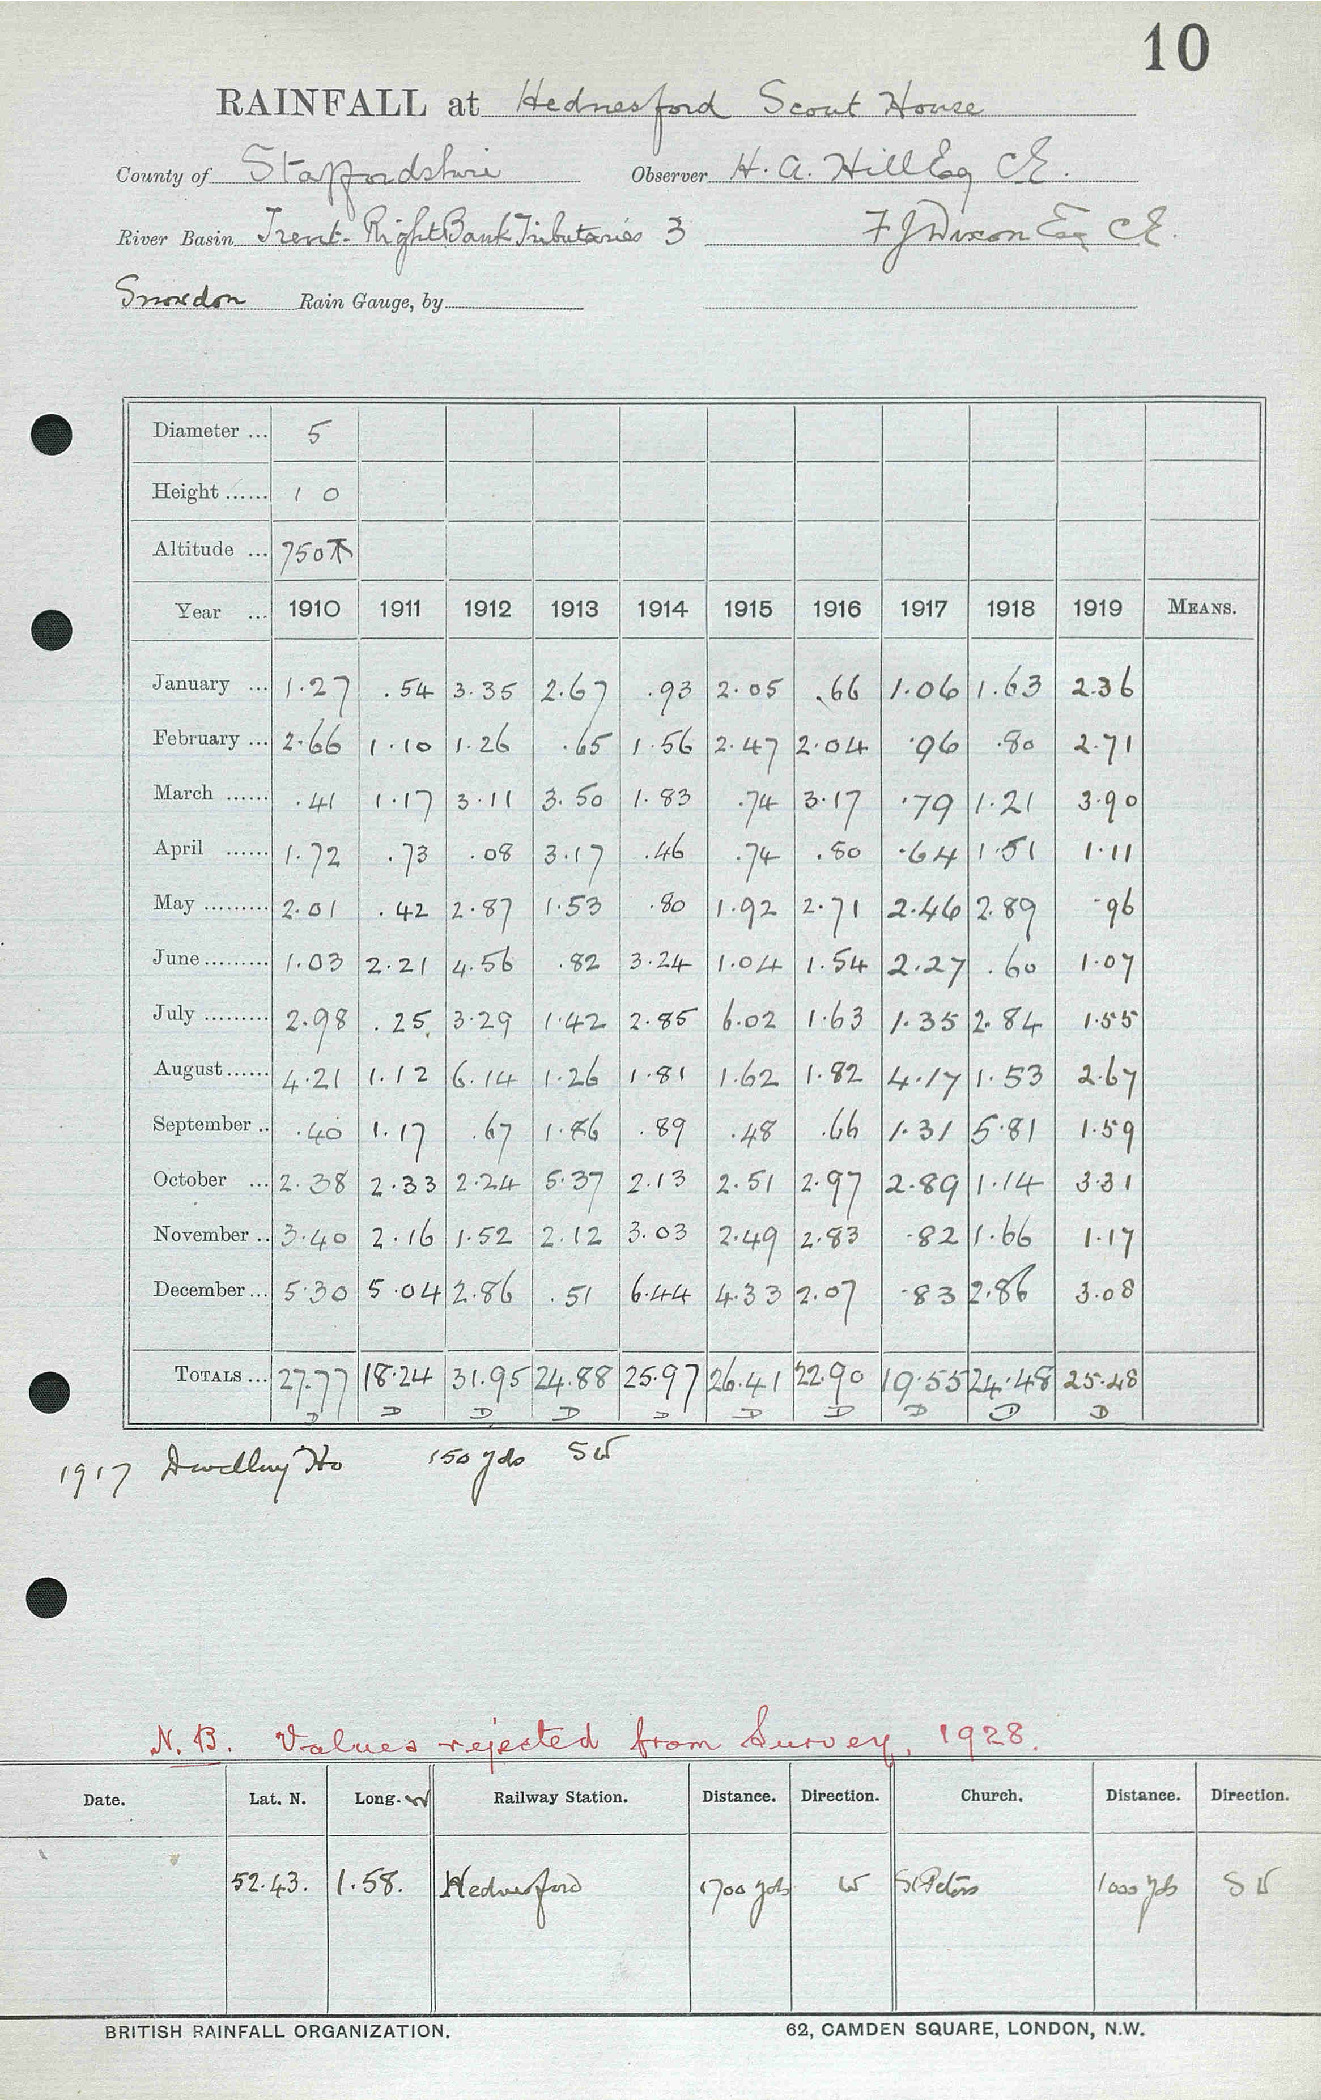 10
RAINFALL at Hednesford Scout House
County of Staffordshire Observer H. A. Hill Esq CE.
River Basin Trent-Right Bank Tributaries 3 F J Dixon Esq CE.
Snowdon Rain Gauge, by
Diameter ... 5
Height ...... 1 0
Altitude ... 750
Year ... 1910 1911 1912 1913 1914 1915 1916 1917 1918 1919 MEANS.
January ... 1.27 .54 3.35 2.67 .93 2.05 .66 1.06 1.63 2.36
February ... 2.66 1.10 1.26 .65 1.56 2.47 2.04 .96 .80 2.71
March ...... .41 1.17 3.11 3.50 1.83 .74 3.17 .79 1.21 3.90
April ...... 1.72 .73 .08 3.17 .46 .74 .80 .64 1.51 1.11
May ......... 2.01 .42 2.87 1.53 .80 1.92 2.71 2.46 2.89 .96
June ......... 1.03 2.21 4.56 .82 3.24 1.04 1.54 2.27 .60 1.07
July ......... 2.98 .25 3.29 1.42 2.85 6.02 1.63 1.35 2.84 1.55
August...... 4.21 1.12 6.14 1.26 1.81 1.62 1.82 4.17 1.53 2.67
September .. .40 1.17 .67 1.86 .89 .48 .66 1.31 5.81 1.59
October ... 2.38 2.33 2.24 5.37 2.13 2.51 2.97 2.89 1.14 3.31
November .. 3.40 2.16 1.52 2.12 3.03 2.49 2.83 .82 1.66 1.17
December ... 5.30 5.04 2.86 .51 6.44 4.33 2.07 .83 2.86 3.08
TOTALS ... 27.77 18.24 31.95 24.88 25.97 26.41 22.90 19.55 24.48 25.48
D D D D D D D D D D
1917 Dwelling Ho 150 yds SW
N.B. Values rejected from Survey, 1928.
Date. Lat. N. Long. W Railway Station. Distance. Direction. Church. Distance. Direction.
52.43. 1.58. Hednesford 1700 yds W St Peters 1000 yds SW
BRITISH RAINFALL ORGANIZATION. 62, CAMDEN SQUARE, LONDON, N.W.